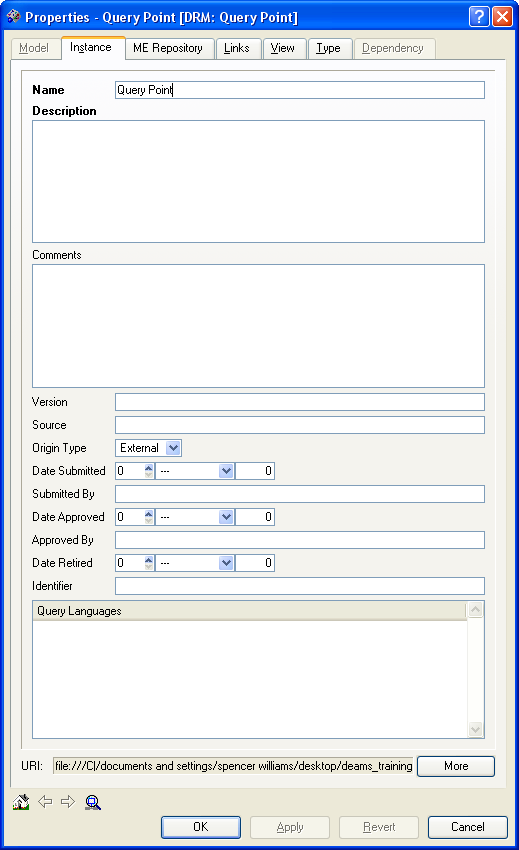 Properties - Query Point [DRM: Query Point]
Model Instance ME Repository Links View Type Dependency
Name Query Point
Description
Comments
Version
Source
Origin Type External
Date Submitted 0 --- 0
Submitted By
Date Approved 0 --- 0
Approved By
Date Retired 0 --- 0
Identifier
Query Languages
URI: file:///C|/documents and settings/spencer williams/desktop/deams_training More
OK Apply Revert Cancel